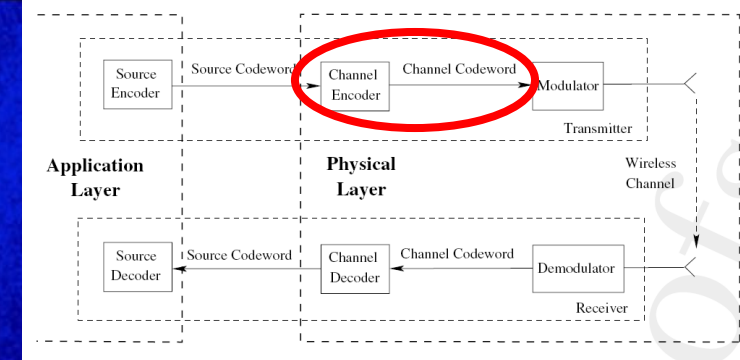 Source Encoder
Source Codeword
Channel Encoder
Channel Codeword
Modulator
Transmitter
Application Layer
Physical Layer
Wireless Channel
Source Decoder
Source Codeword
Channel Decoder
Channel Codeword
Demodulator
Receiver